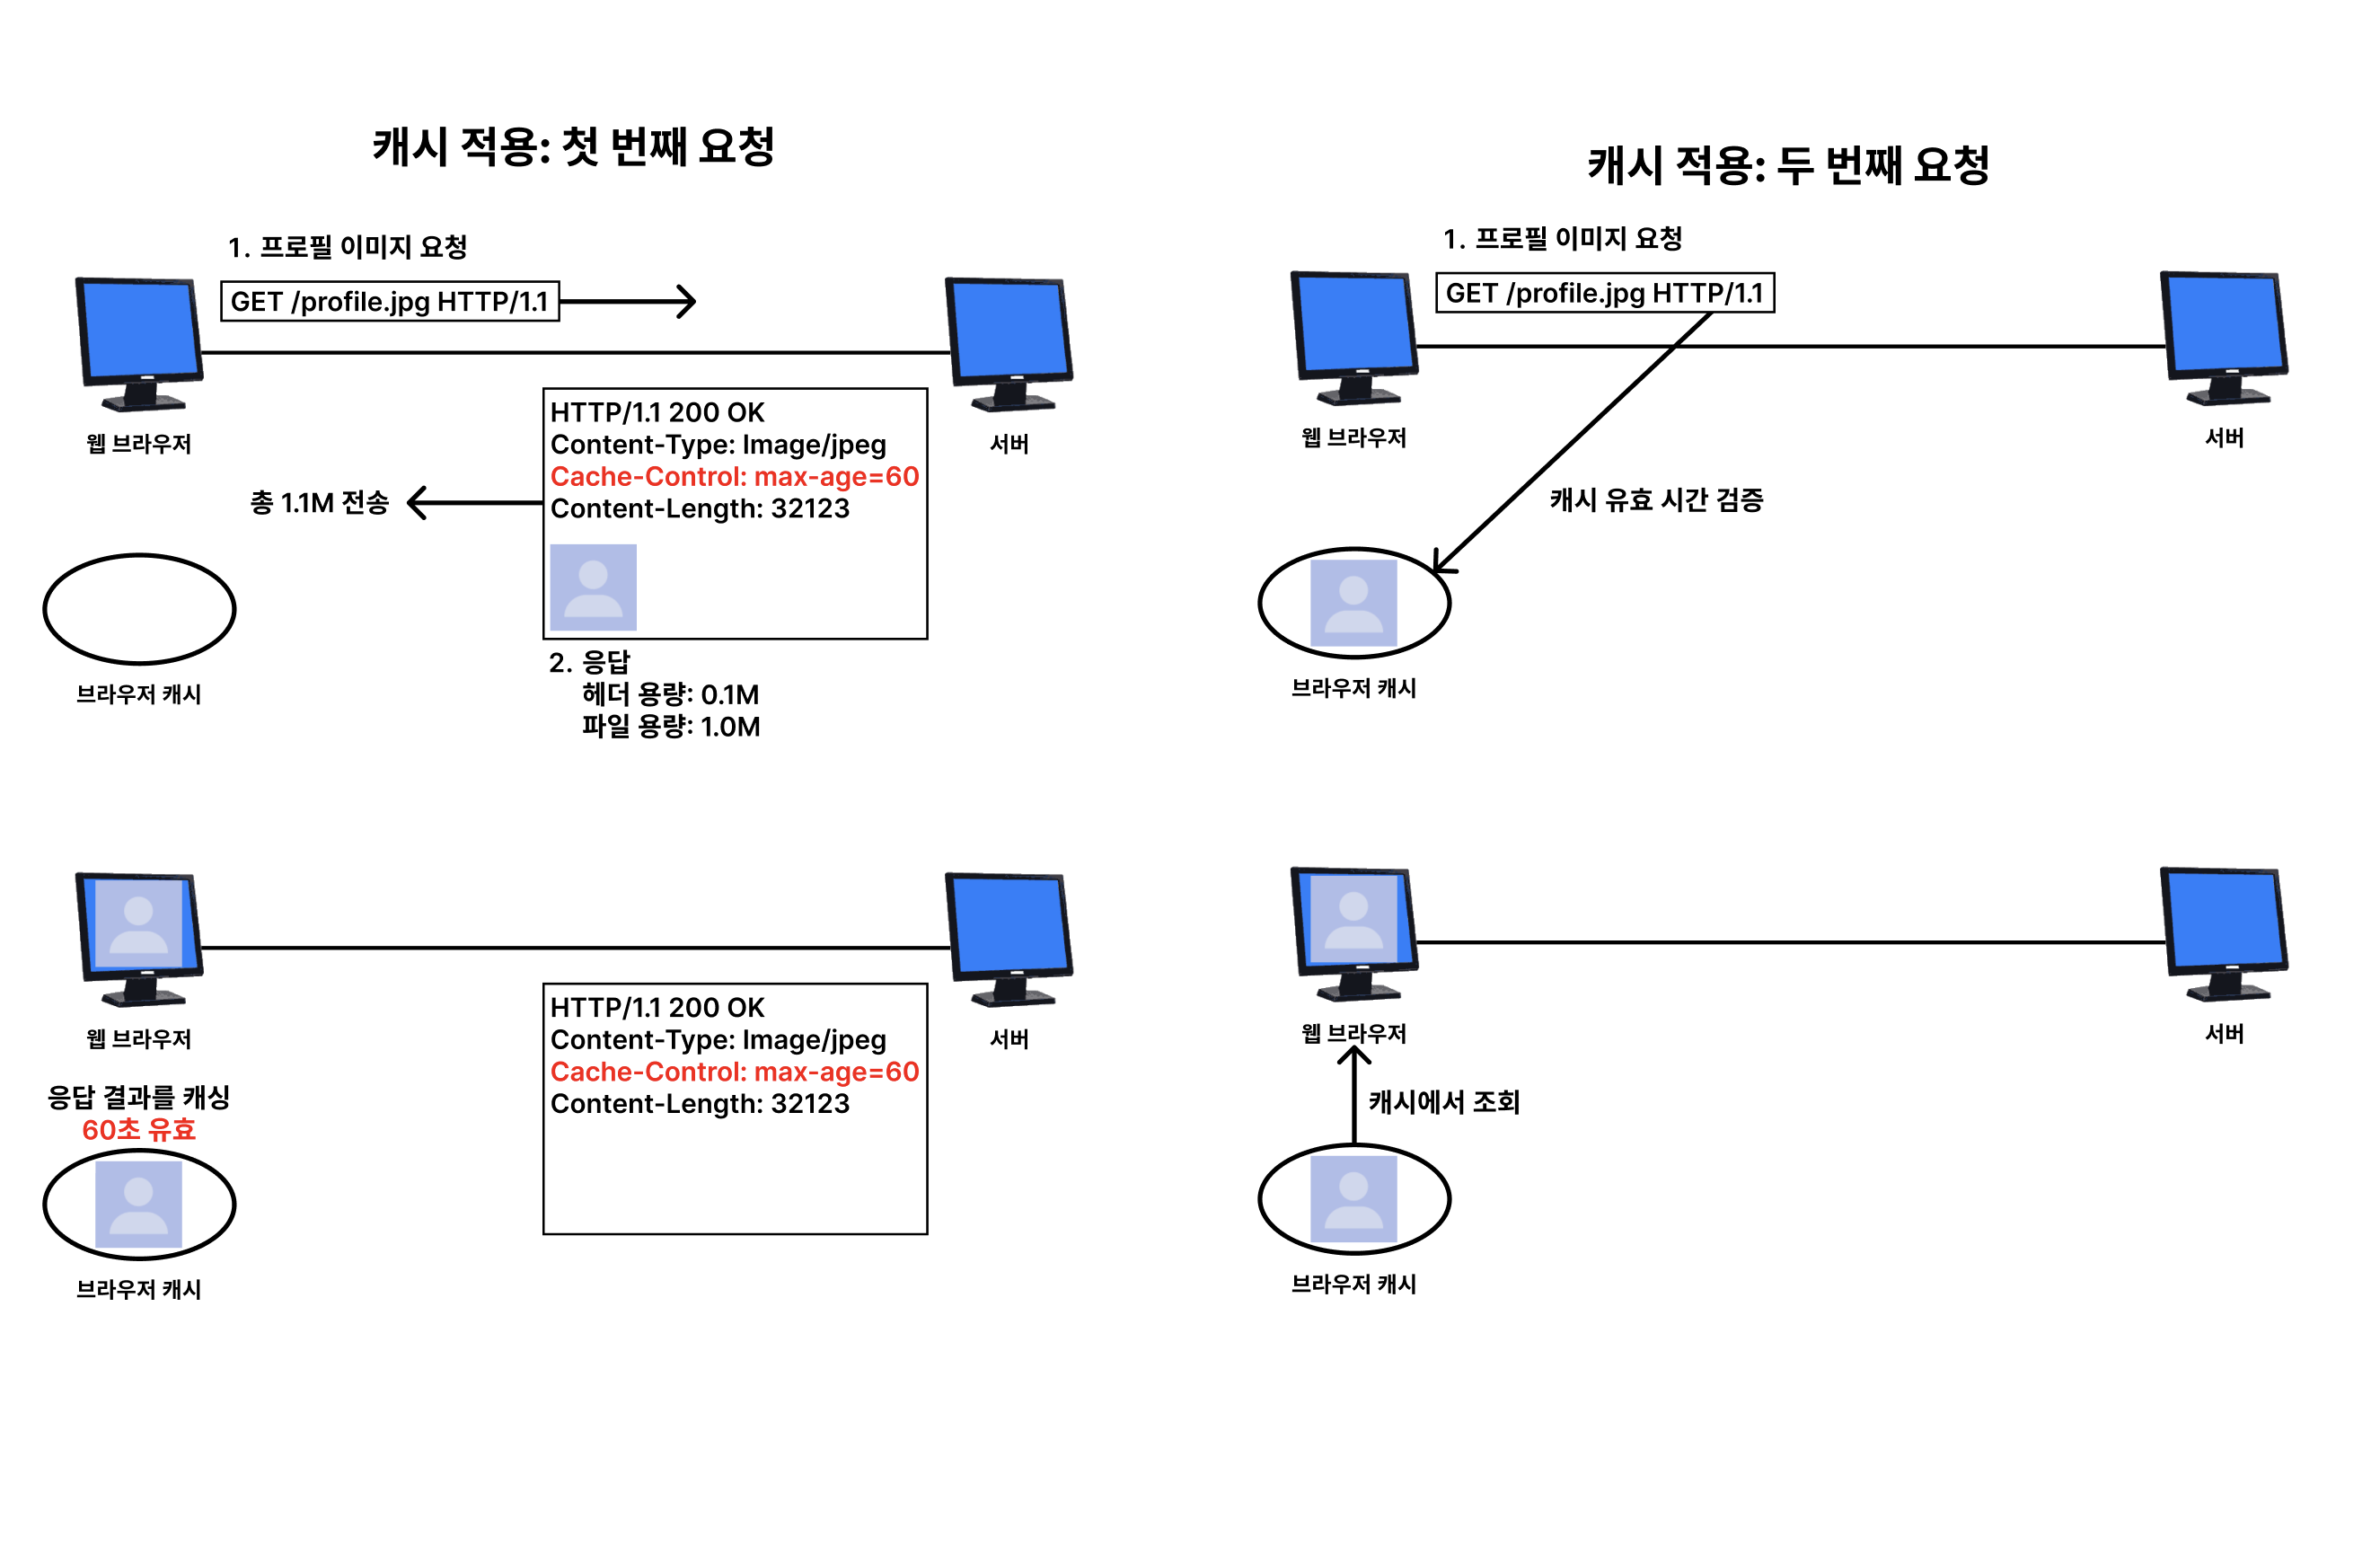 캐시 적용: 첫 번째 요청
1. 프로필 이미지 요청
GET /profile.jpg HTTP/1.1
웹 브라우저
서버
HTTP/1.1 200 OK
Content-Type: Image/jpeg
Cache-Control: max-age=60
Content-Length: 32123
총 1.1M 전송
브라우저 캐시
2. 응답
헤더 용량: 0.1M
파일 용량: 1.0M
웹 브라우저
서버
HTTP/1.1 200 OK
Content-Type: Image/jpeg
Cache-Control: max-age=60
Content-Length: 32123
응답 결과를 캐싱
60초 유효
브라우저 캐시
캐시 적용: 두 번째 요청
1. 프로필 이미지 요청
GET /profile.jpg HTTP/1.1
웹 브라우저
서버
캐시 유효 시간 검증
브라우저 캐시
웹 브라우저
서버
캐시에서 조회
브라우저 캐시